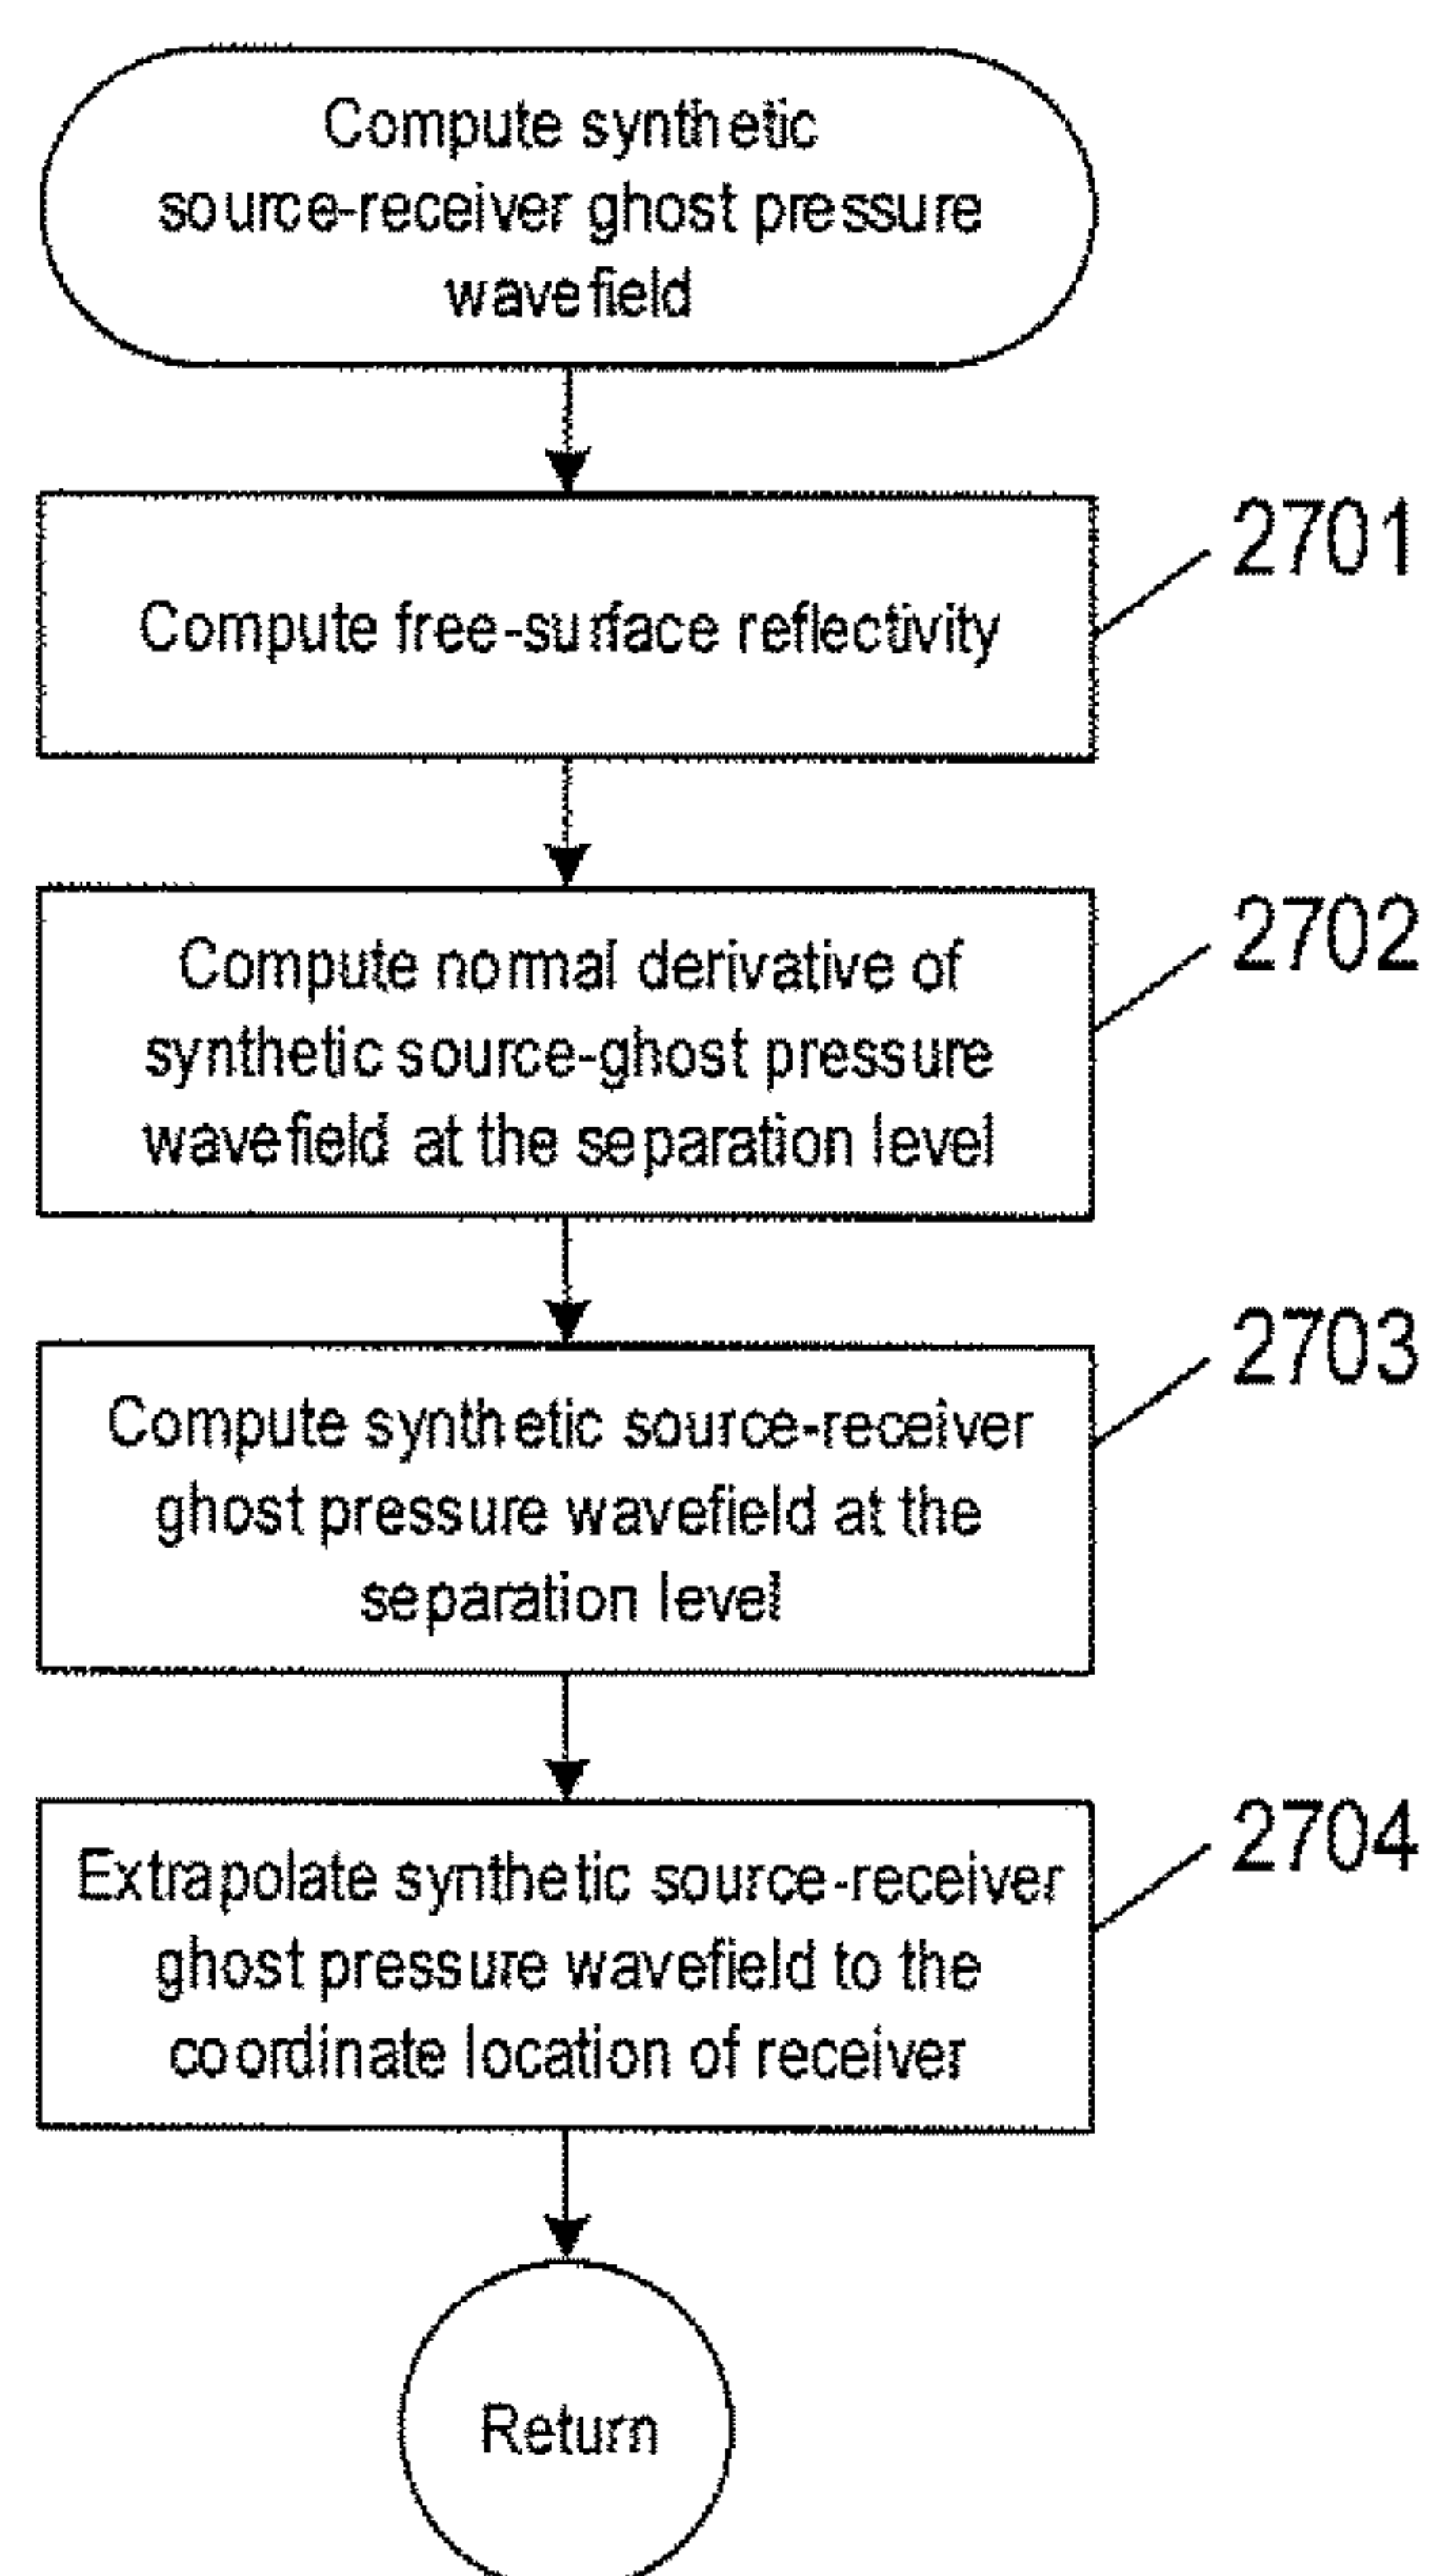 Compute synthetic
source-receiver ghost pressure
wavefield
2701
Compute free-surface reflectivity
2702
Compute normal derivative of
synthetic source-ghost pressure
wavefield at the separation level
2703
Compute synthetic source-receiver
ghost pressure wavefield at the
separation level
2704
Extrapolate synthetic source-receiver
ghost pressure wavefield to the
coordinate location of receiver
Return